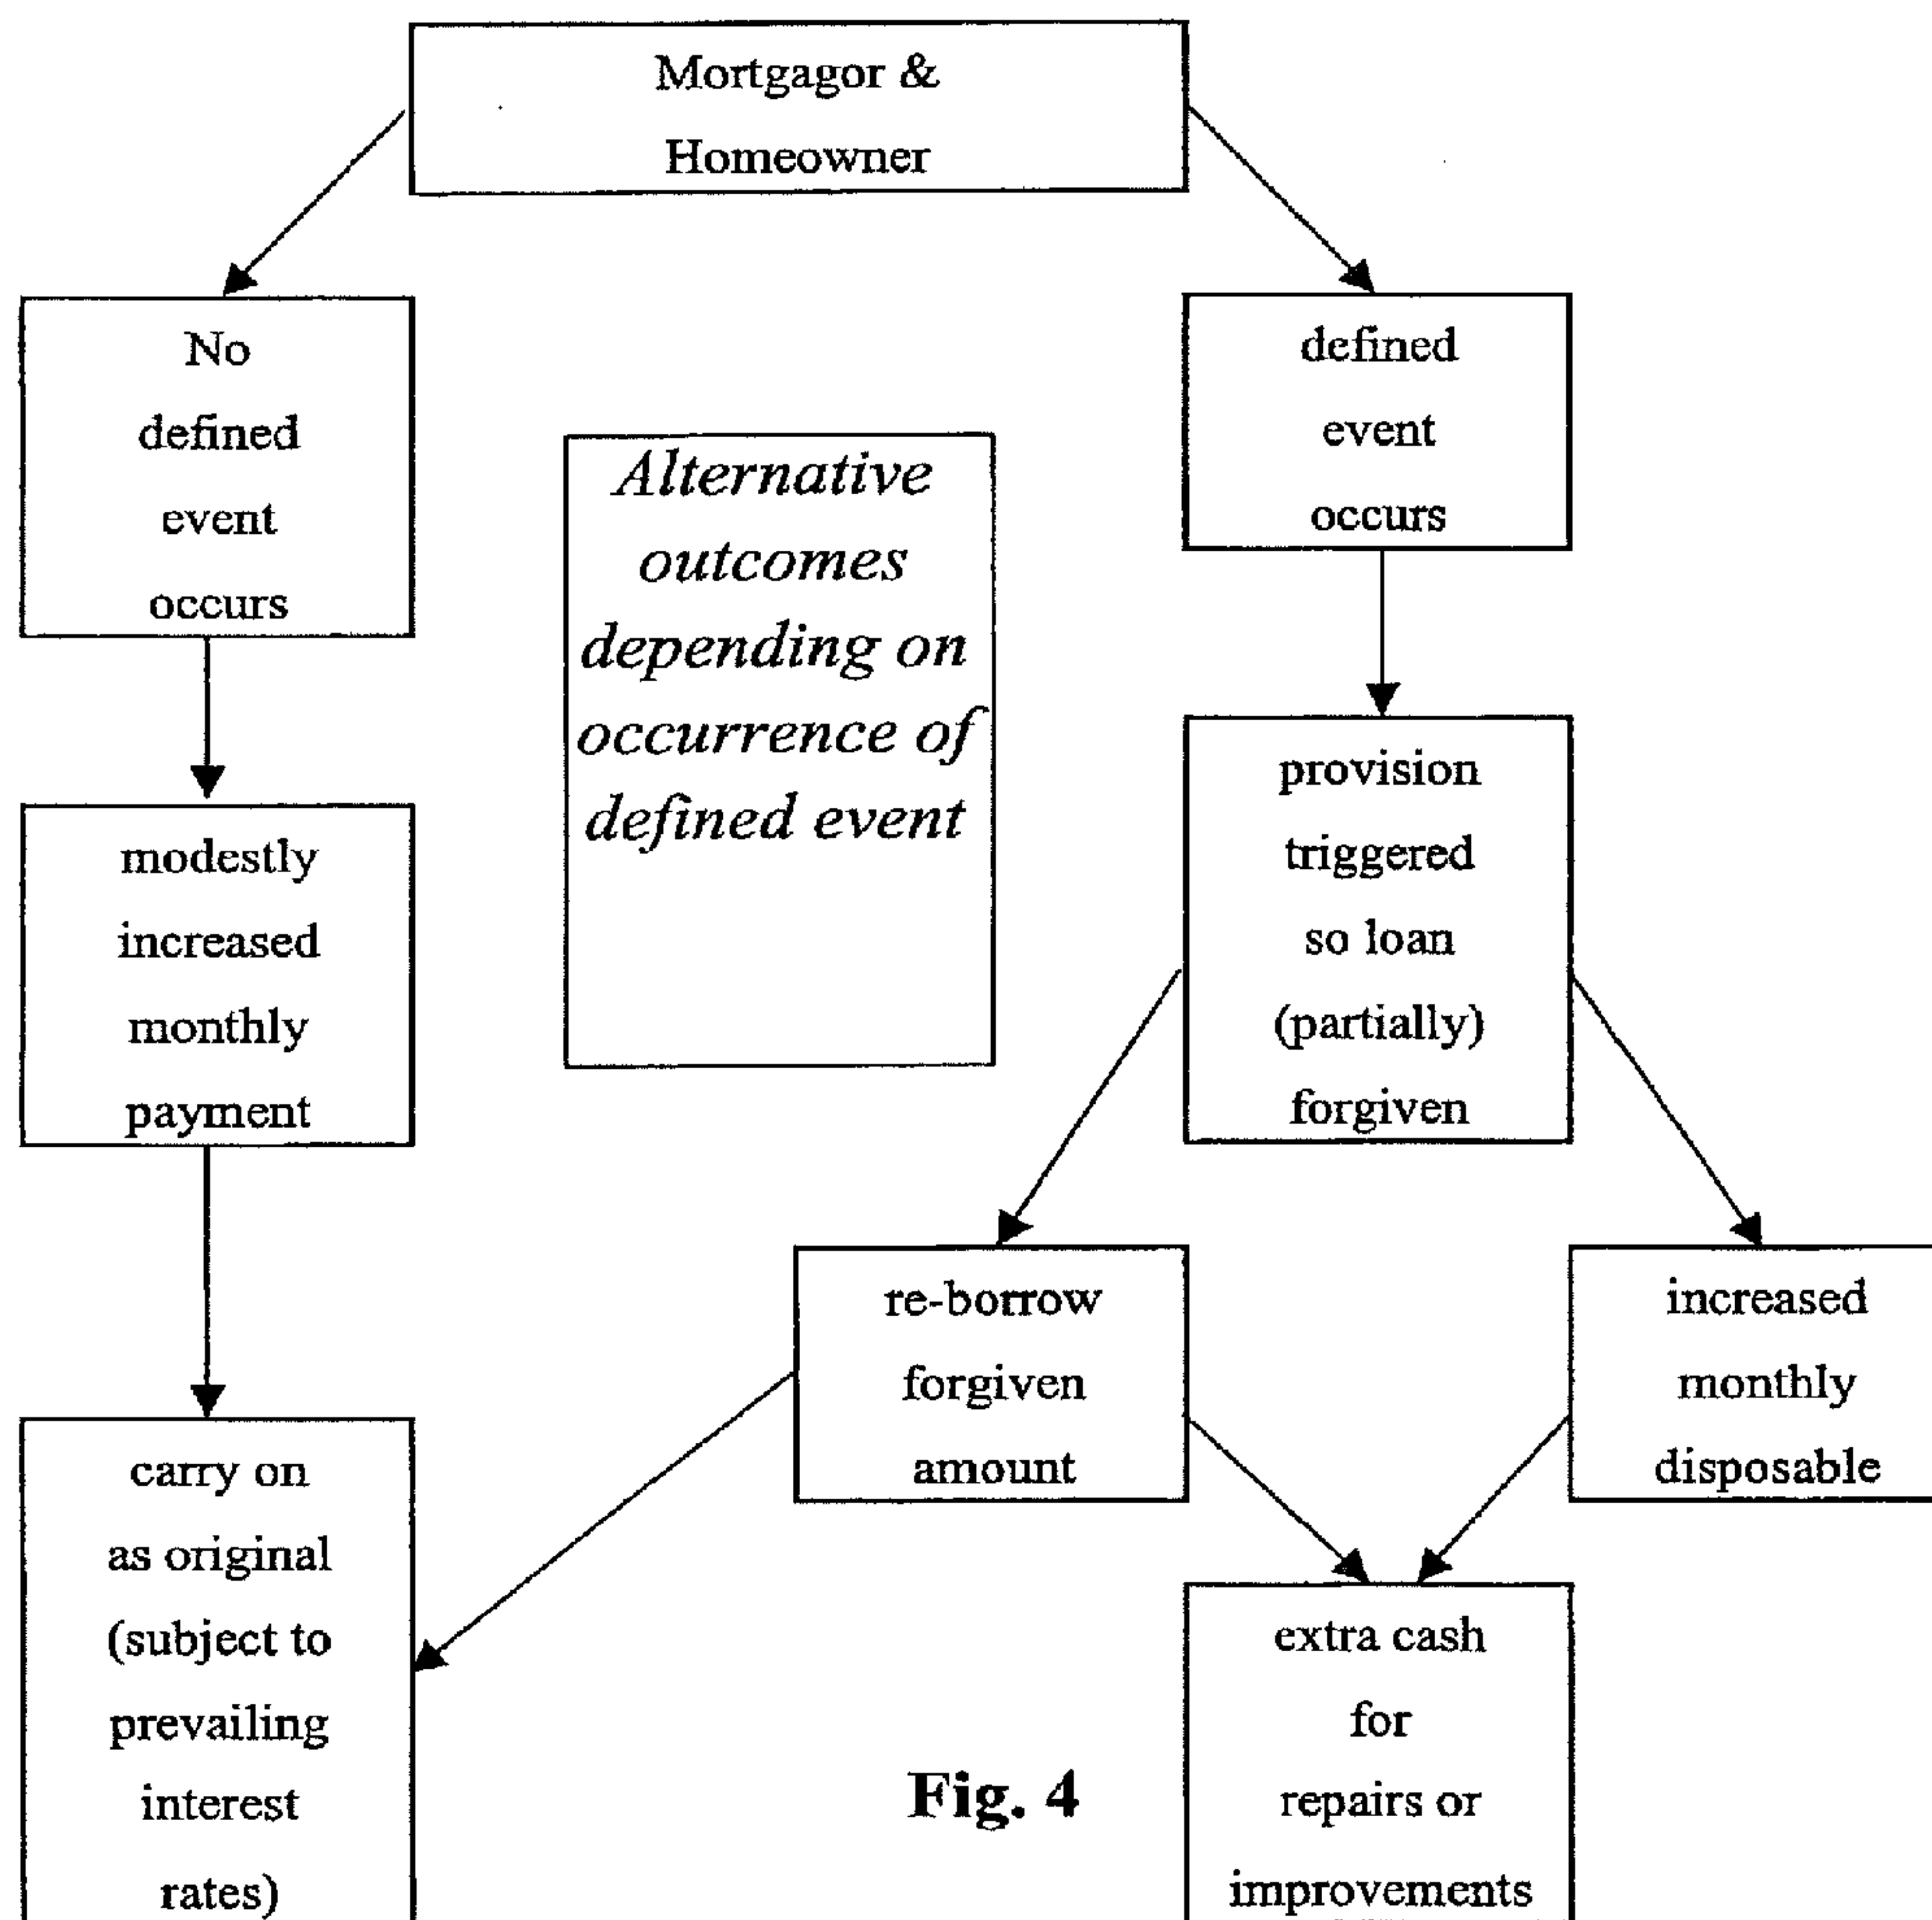 Mortgagor &
Homeowner
No
defined
event
occurs
defined
event
occurs
Alternative
outcomes
depending on
occurrence of
defined event
modestly
increased
monthly
payment
provision
triggered
so loan
(partially)
forgiven
re-borrow
forgiven
amount
increased
monthly
disposable
carry on
as original
(subject to
prevailing
interest
rates)
extra cash
for
repairs or
improvements
Fig. 4